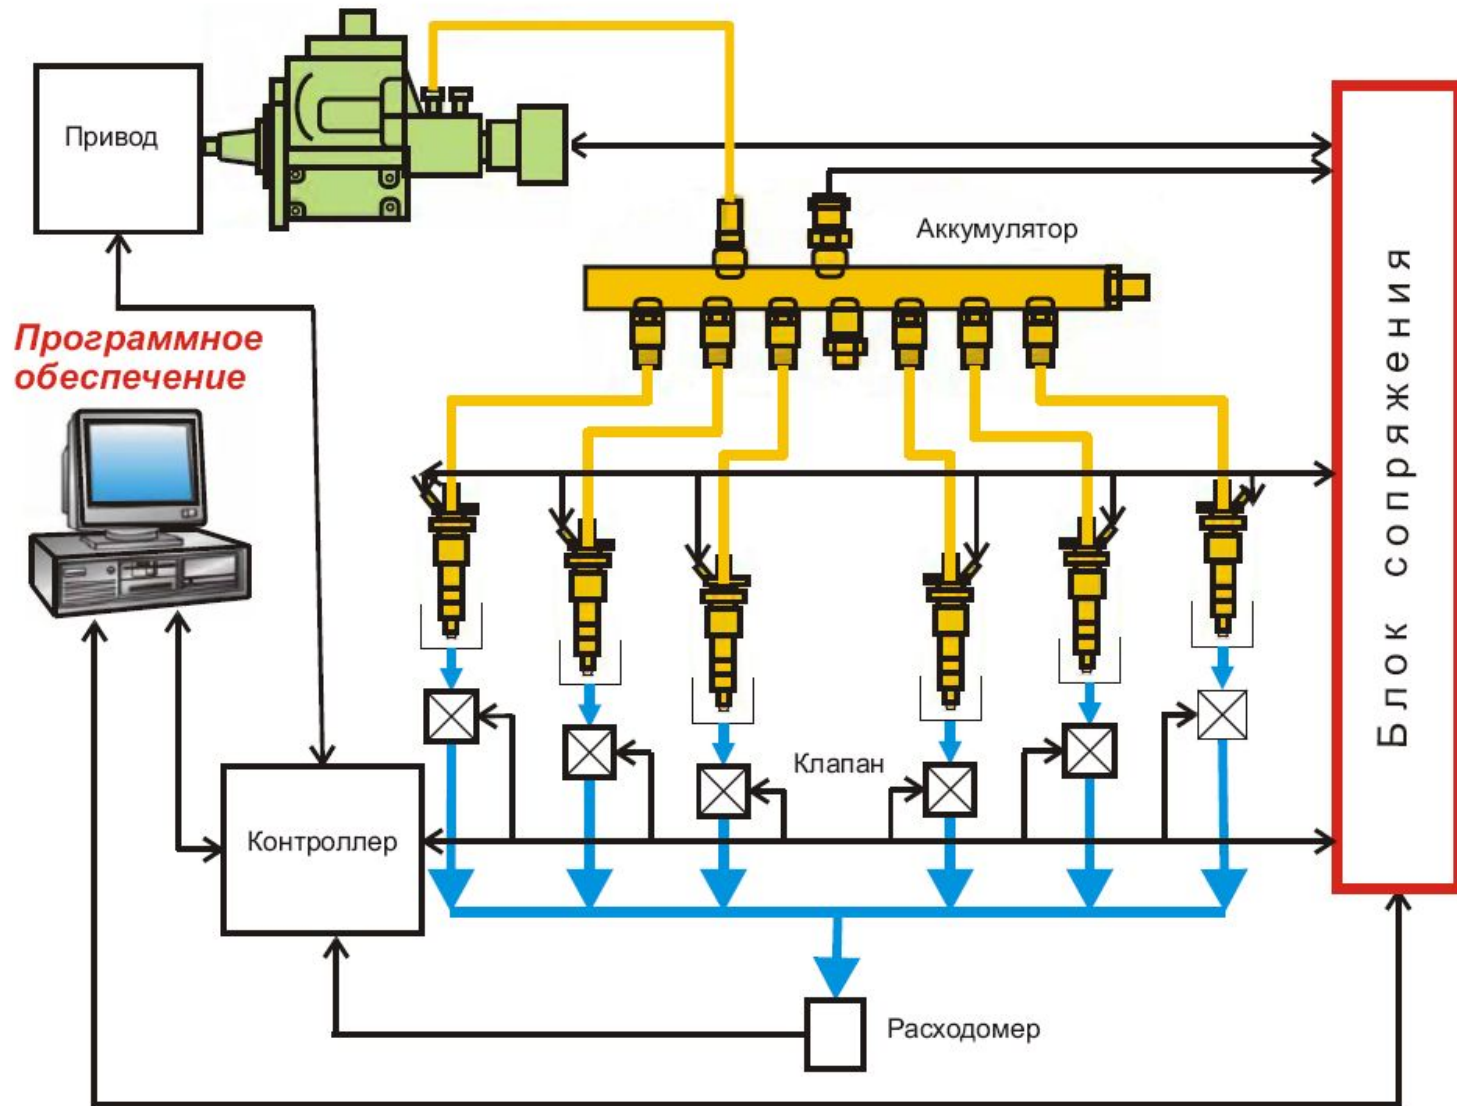 Привод
Аккумулятор
Программное
обеспечение
Блок сопряжения
Клапан
Контроллер
Расходомер